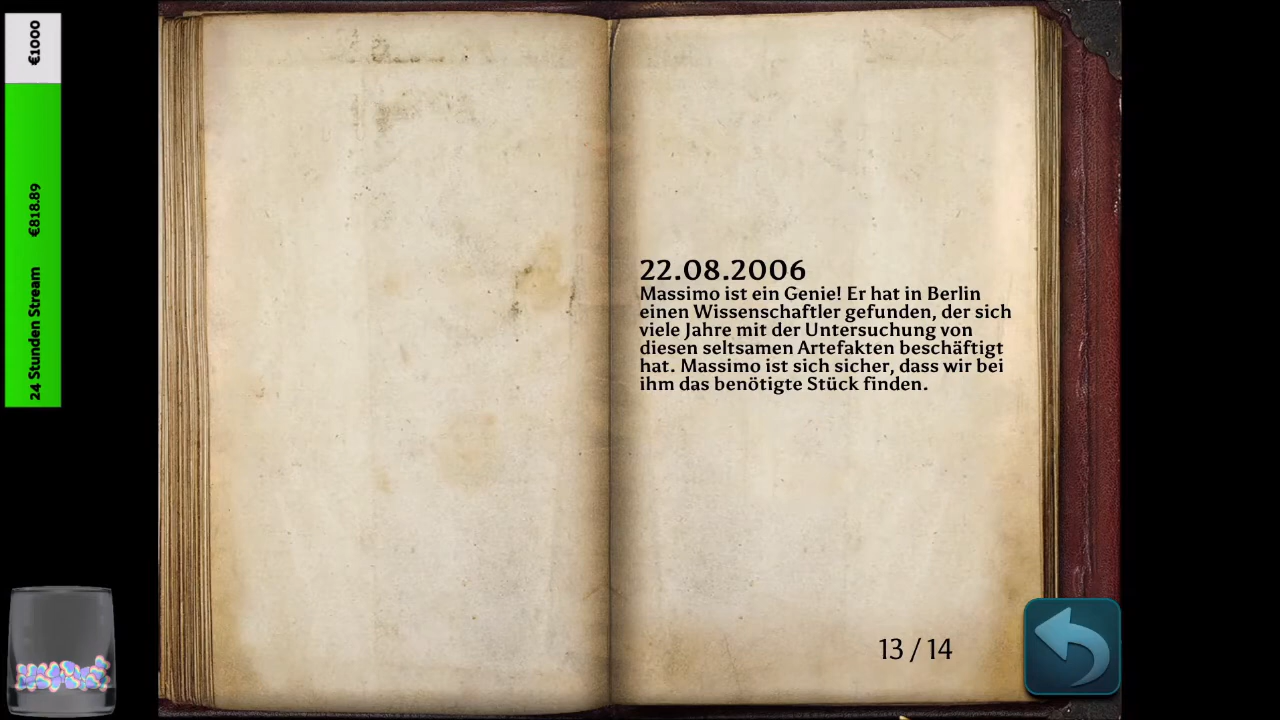 €1000
€818.89
24 Stunden Stream
22.08.2006
Massimo ist ein Genie! Er hat in Berlin
einen Wissenschaftler gefunden, der sich
viele Jahre mit der Untersuchung von
diesen seltsamen Artefakten beschäftigt
hat. Massimo ist sich sicher, dass wir bei
ihm das benötigte Stück finden.
13 / 14